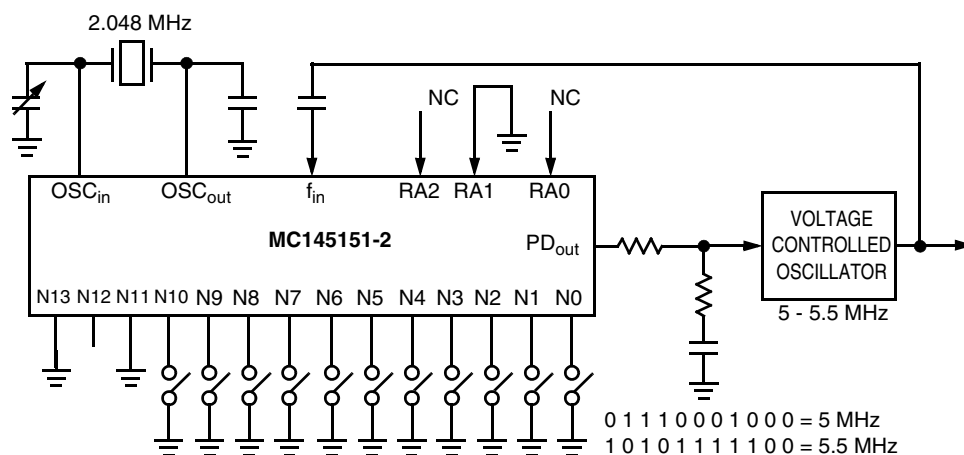 2.048 MHz
NC NC
OSCin OSCout fin RA2 RA1 RA0
MC145151-2
PDout
VOLTAGE
CONTROLLED
OSCILLATOR
5 - 5.5 MHz
N13 N12 N11 N10 N9 N8 N7 N6 N5 N4 N3 N2 N1 N0
0 1 1 1 0 0 0 1 0 0 0 = 5 MHz
1 0 1 0 1 1 1 1 1 0 0 = 5.5 MHz